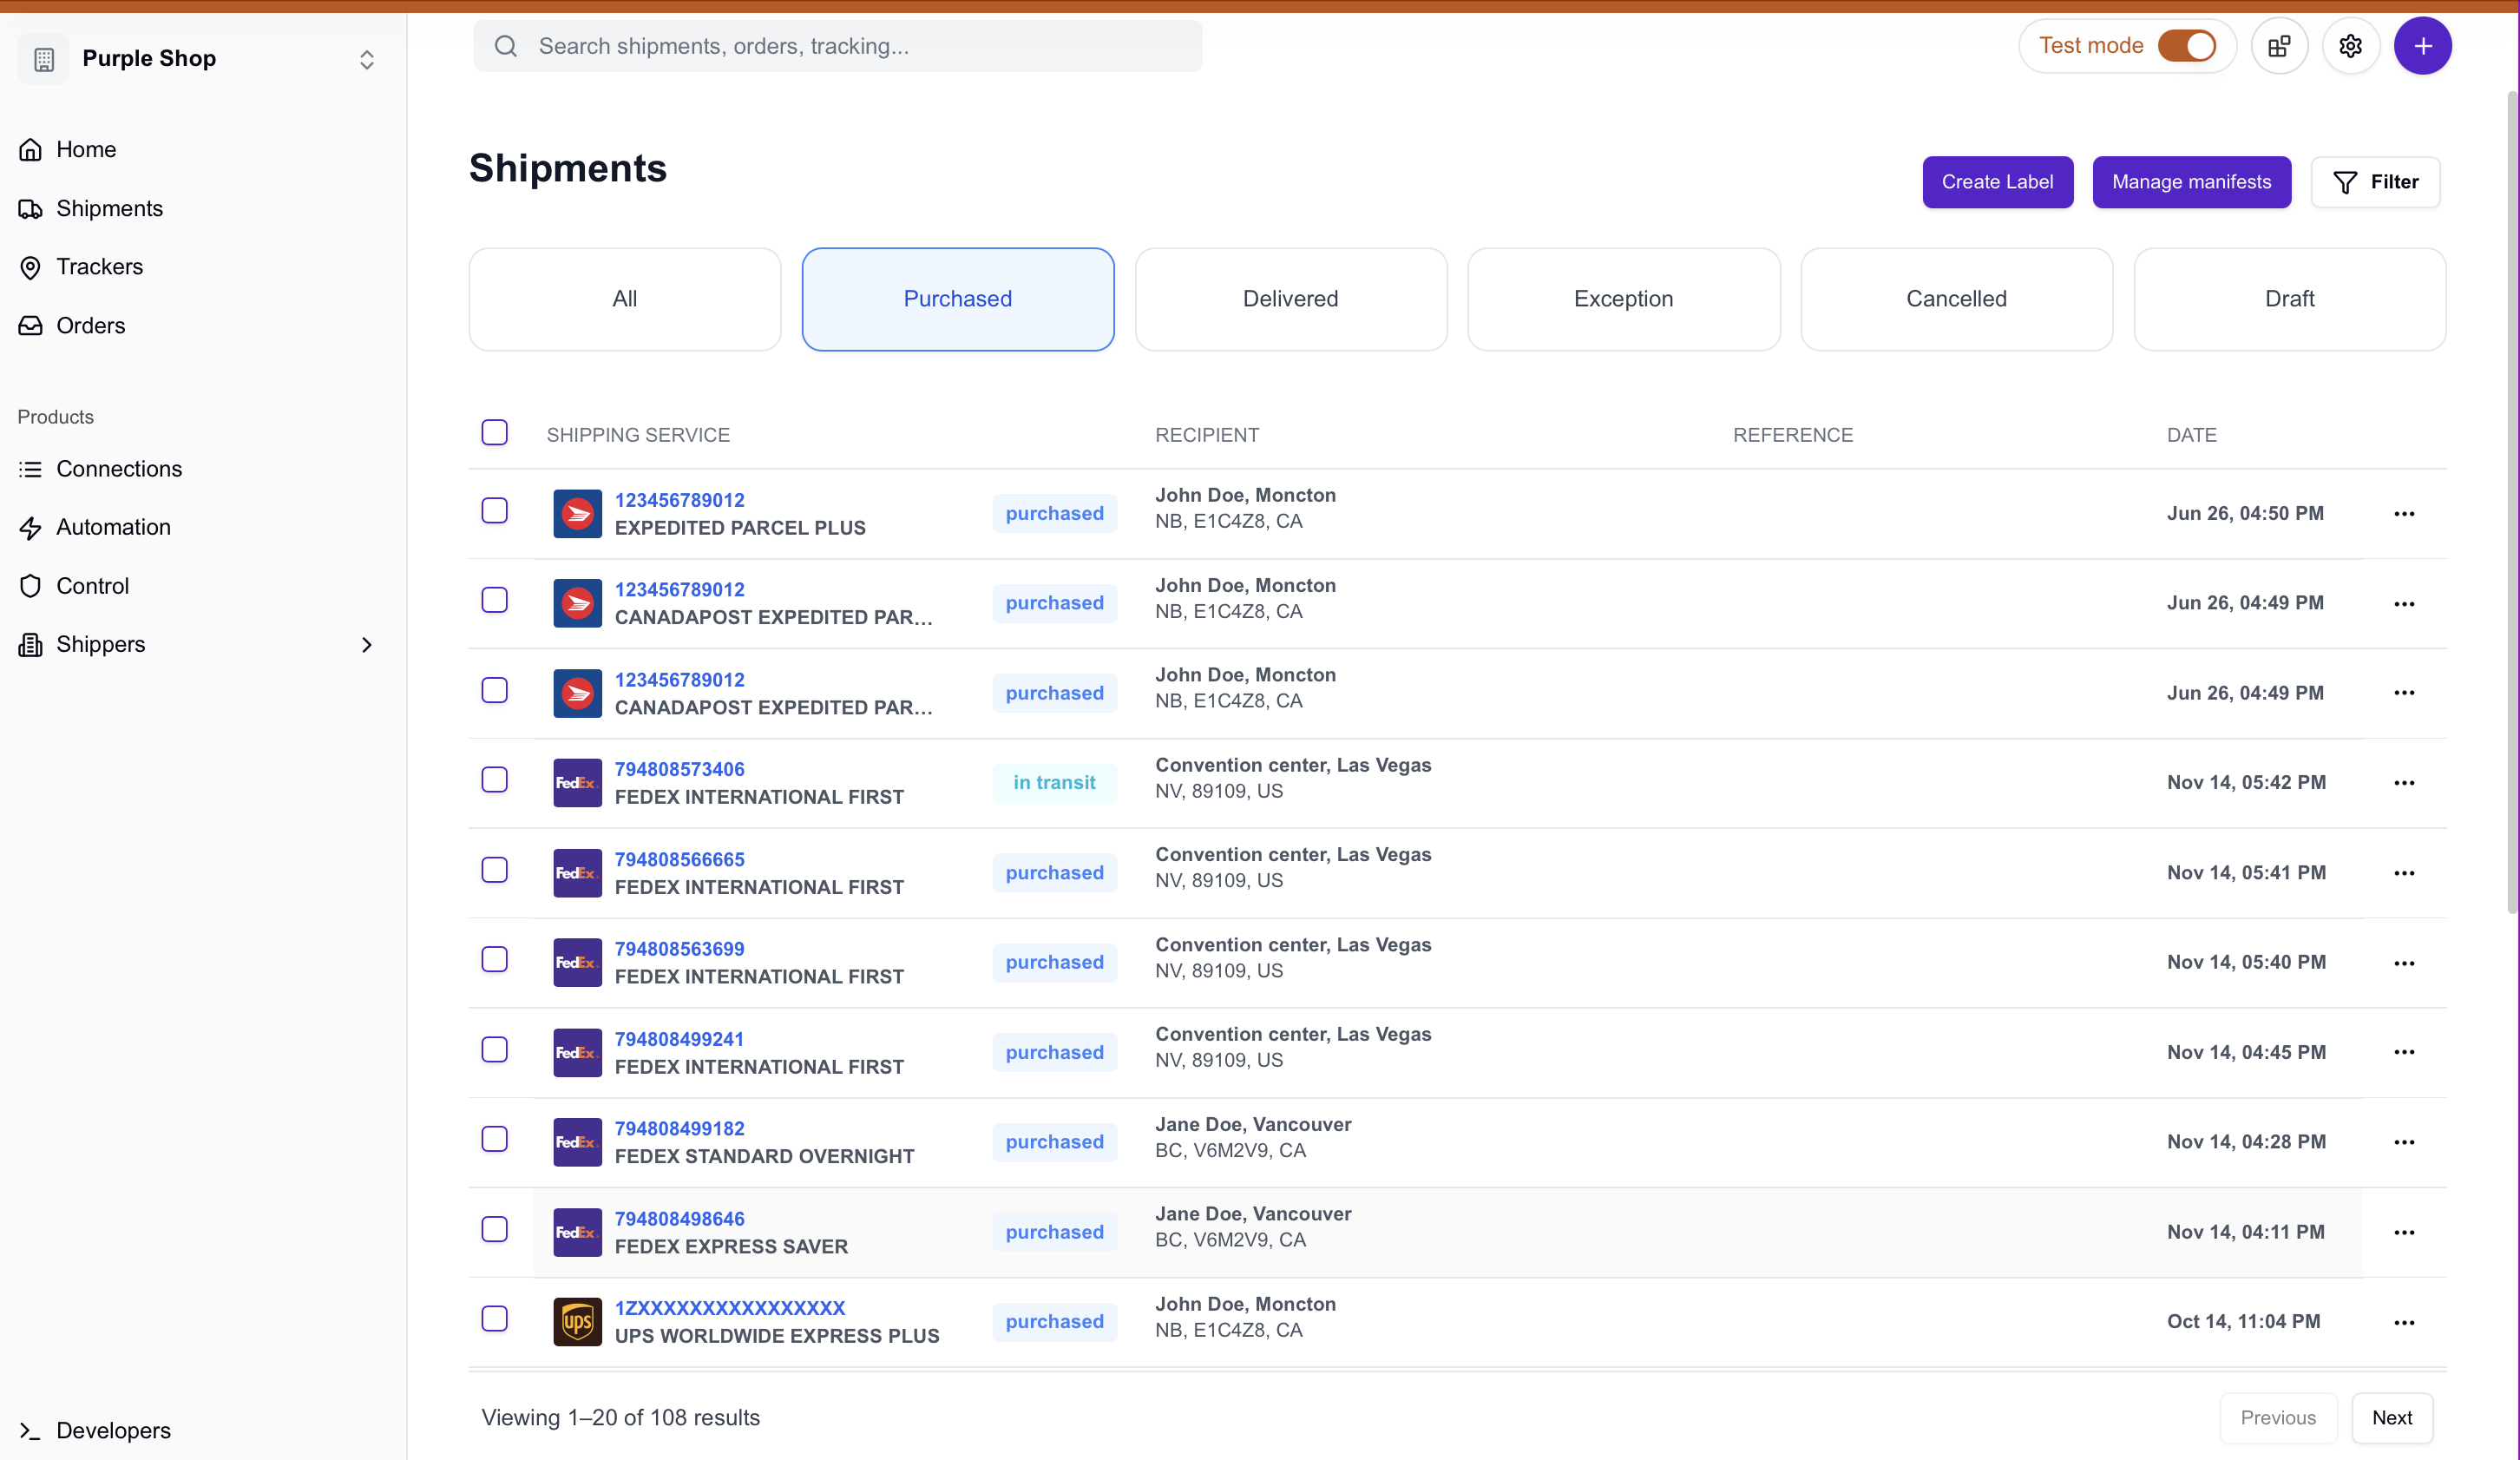 Purple Shop
Search shipments, orders, tracking...
Test mode
Home
Shipments
Trackers
Orders
Products
Connections
Automation
Control
Shippers
Developers
Shipments
Create Label
Manage manifests
Filter
All
Purchased
Delivered
Exception
Cancelled
Draft
SHIPPING SERVICE RECIPIENT REFERENCE DATE
123456789012
EXPEDITED PARCEL PLUS
purchased
John Doe, Moncton
NB, E1C4Z8, CA
Jun 26, 04:50 PM
123456789012
CANADAPOST EXPEDITED PAR...
purchased
John Doe, Moncton
NB, E1C4Z8, CA
Jun 26, 04:49 PM
123456789012
CANADAPOST EXPEDITED PAR...
purchased
John Doe, Moncton
NB, E1C4Z8, CA
Jun 26, 04:49 PM
FedEx
794808573406
FEDEX INTERNATIONAL FIRST
in transit
Convention center, Las Vegas
NV, 89109, US
Nov 14, 05:42 PM
FedEx
794808566665
FEDEX INTERNATIONAL FIRST
purchased
Convention center, Las Vegas
NV, 89109, US
Nov 14, 05:41 PM
FedEx
794808563699
FEDEX INTERNATIONAL FIRST
purchased
Convention center, Las Vegas
NV, 89109, US
Nov 14, 05:40 PM
FedEx
794808499241
FEDEX INTERNATIONAL FIRST
purchased
Convention center, Las Vegas
NV, 89109, US
Nov 14, 04:45 PM
FedEx
794808499182
FEDEX STANDARD OVERNIGHT
purchased
Jane Doe, Vancouver
BC, V6M2V9, CA
Nov 14, 04:28 PM
FedEx
794808498646
FEDEX EXPRESS SAVER
purchased
Jane Doe, Vancouver
BC, V6M2V9, CA
Nov 14, 04:11 PM
ups
1ZXXXXXXXXXXXXXXXX
UPS WORLDWIDE EXPRESS PLUS
purchased
John Doe, Moncton
NB, E1C4Z8, CA
Oct 14, 11:04 PM
Viewing 1–20 of 108 results
Previous
Next